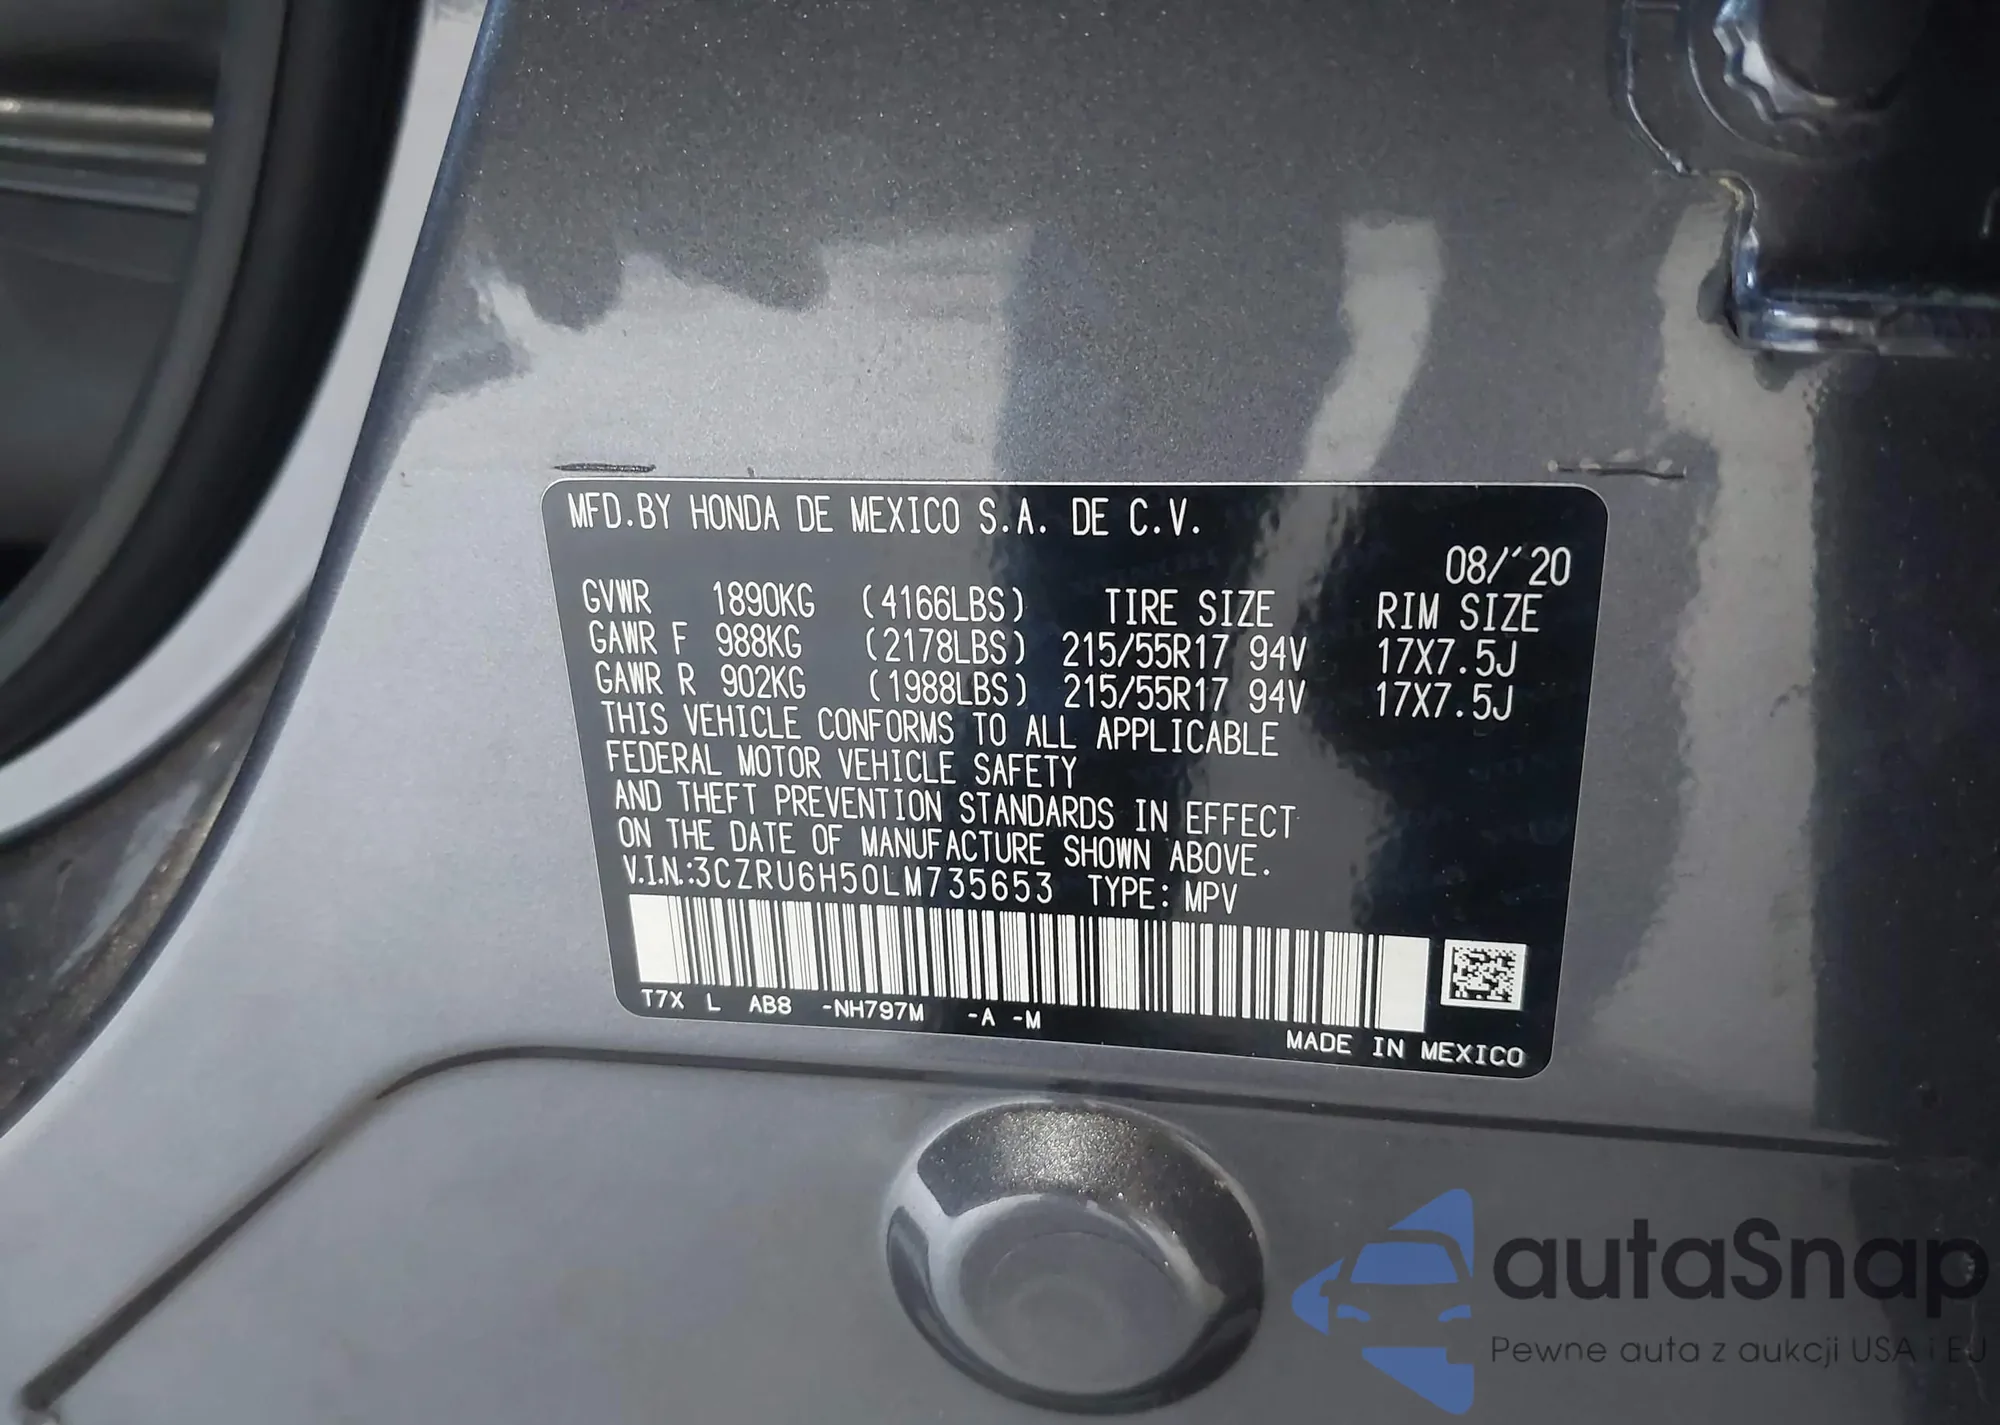 MFD.BY HONDA DE MEXICO S.A. DE C.V.
08/´20
GVWR 1890KG (4166LBS) TIRE SIZE RIM SIZE
GAWR F 988KG (2178LBS) 215/55R17 94V 17X7.5J
GAWR R 902KG (1988LBS) 215/55R17 94V 17X7.5J
THIS VEHICLE CONFORMS TO ALL APPLICABLE
FEDERAL MOTOR VEHICLE SAFETY
AND THEFT PREVENTION STANDARDS IN EFFECT
ON THE DATE OF MANUFACTURE SHOWN ABOVE.
V.I.N.:3CZRU6H50LM735653 TYPE: MPV
T7X L AB8 -NH797M -A -M
MADE IN MEXICO
autaSnap
Pewne auta z aukcji USA i EU